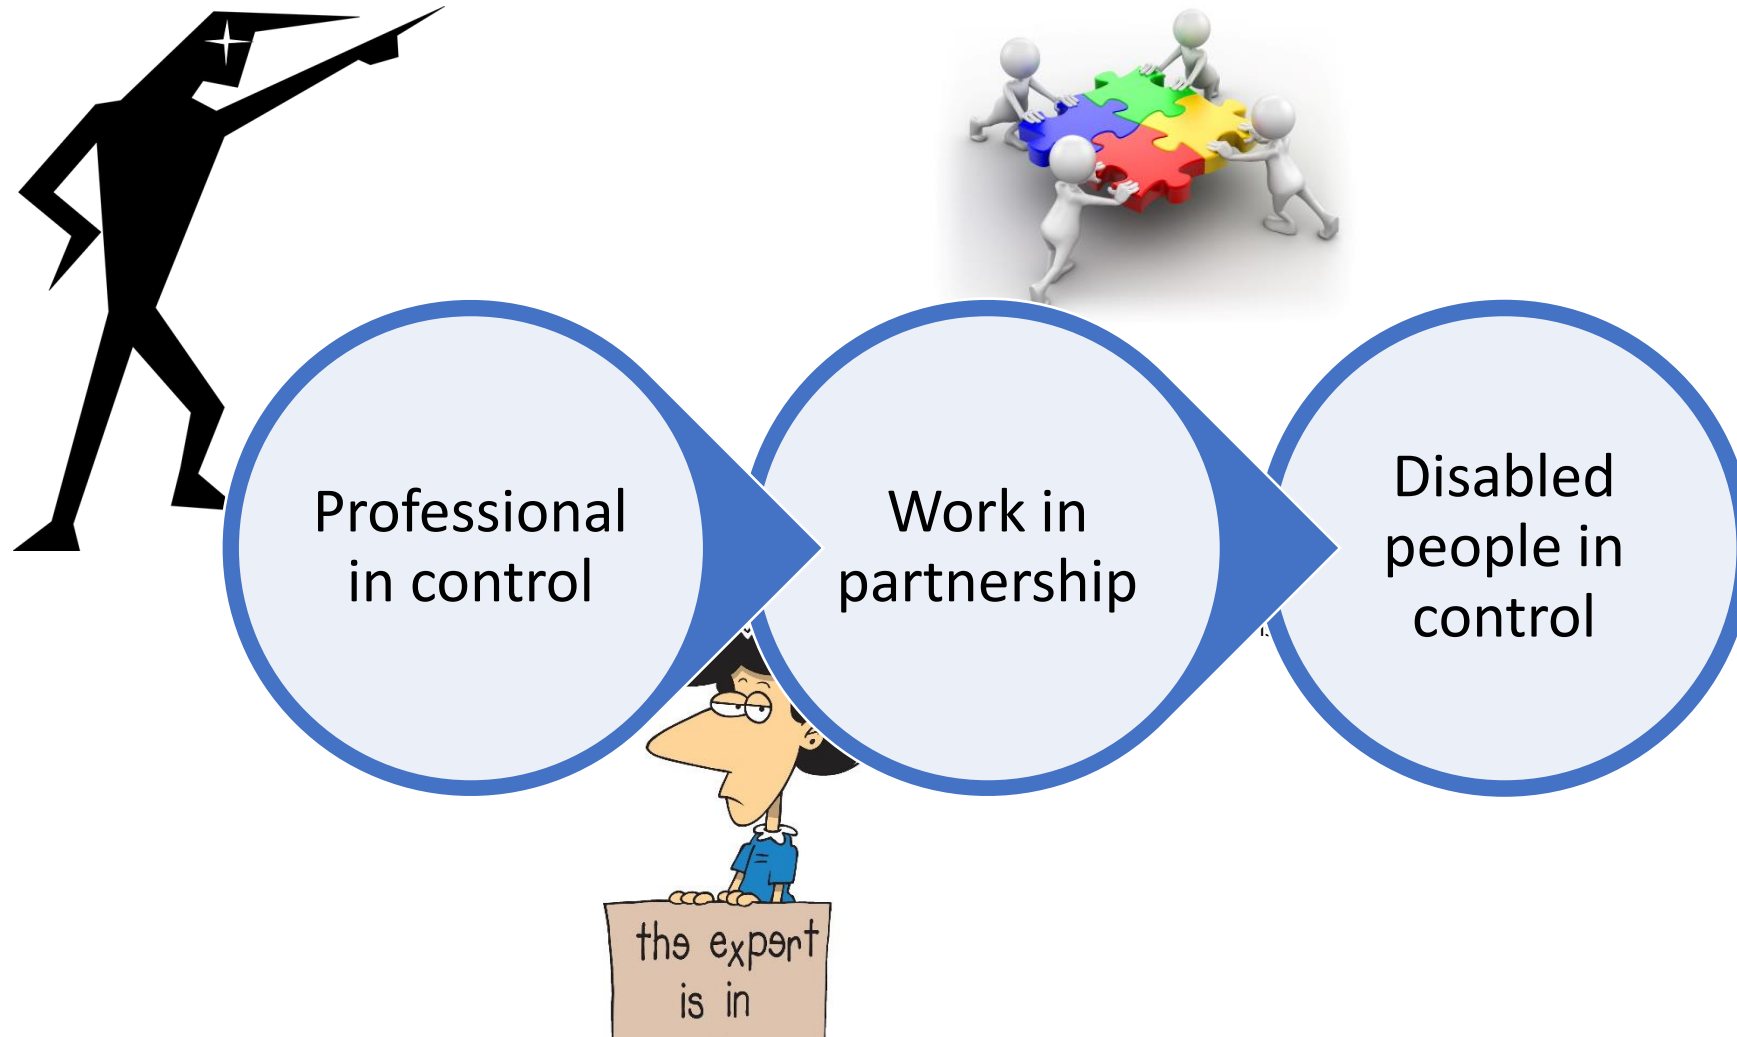 Professional
in control
Work in
partnership
Disabled
people in
control
the expert
is in